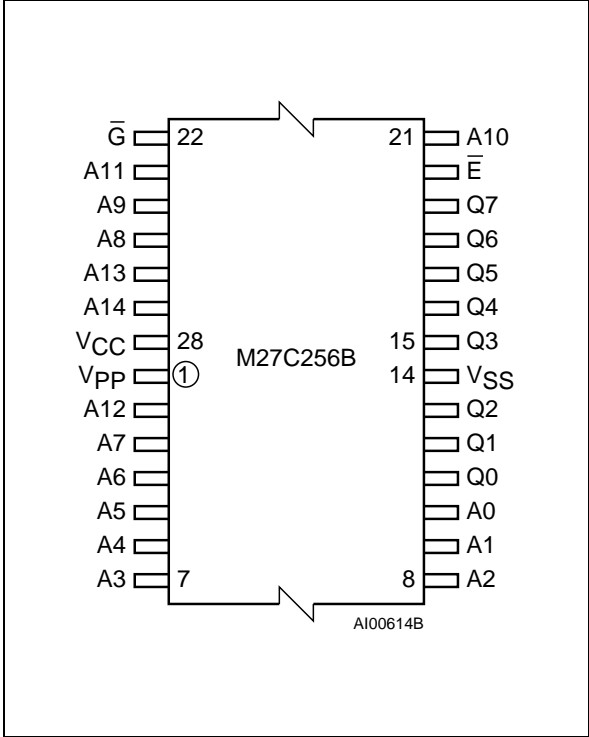 G̅ 22 21 A10
A11 E̅
A9 Q7
A8 Q6
A13 Q5
A14 Q4
VCC 28 15 Q3
M27C256B
VPP 1 14 VSS
A12 Q2
A7 Q1
A6 Q0
A5 A0
A4 A1
A3 7 8 A2
AI00614B